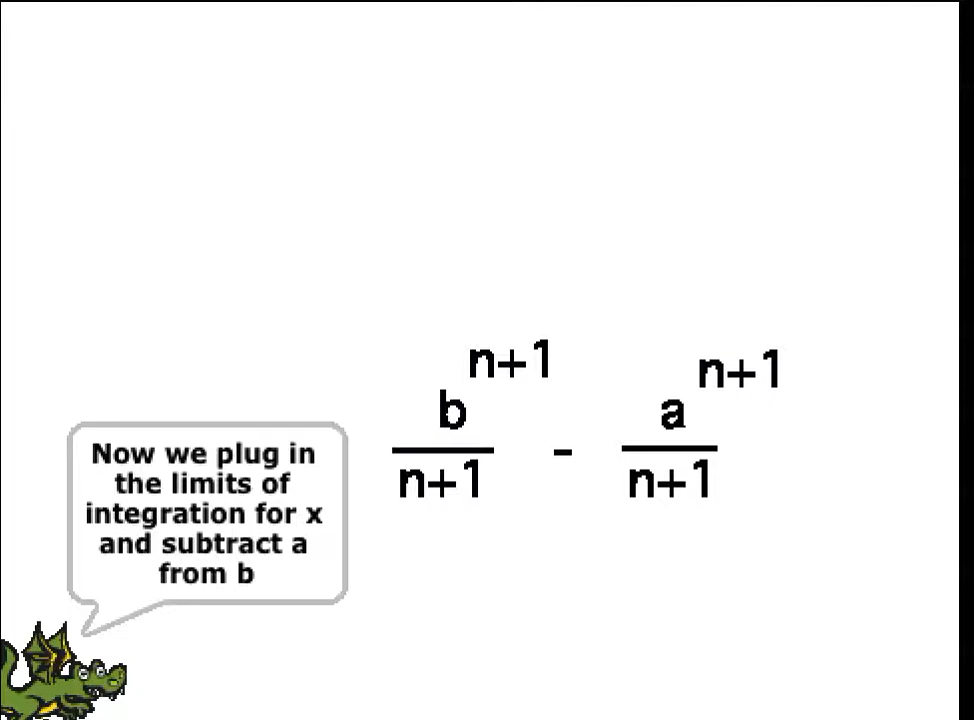 n+1 n+1
b a
- 
n+1 n+1
Now we plug in
the limits of
integration for x
and subtract a
from b